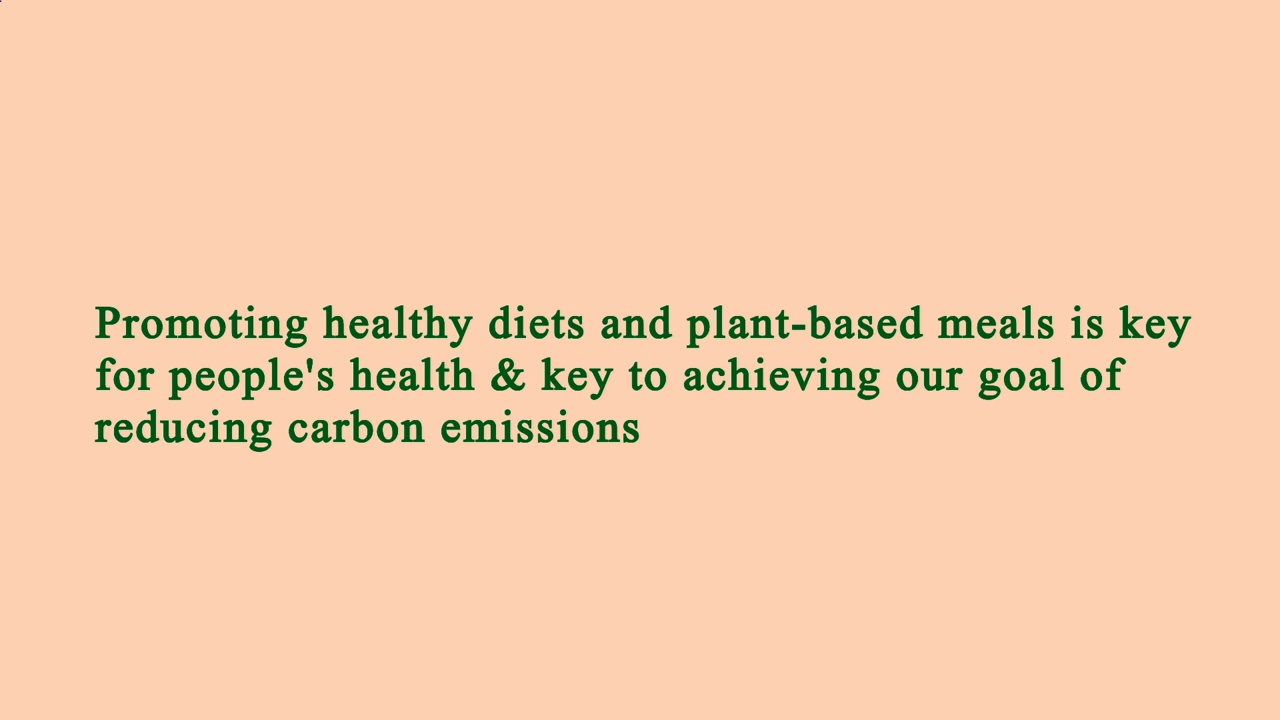 Promoting healthy diets and plant-based meals is key
for people's health & key to achieving our goal of
reducing carbon emissions